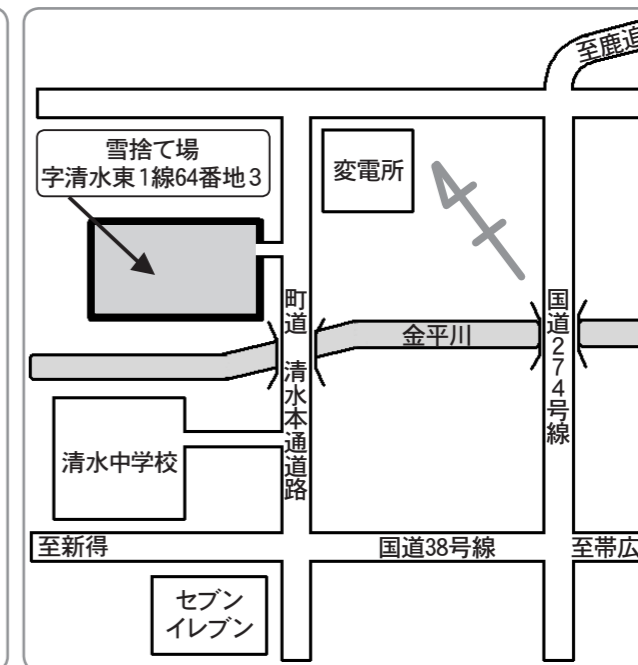 至鹿追
雪捨て場
字清水東1線64番地3
変電所
町道 清水本通道路
国道274号線
金平川
清水中学校
至新得
国道38号線
至帯広
セブン
イレブン